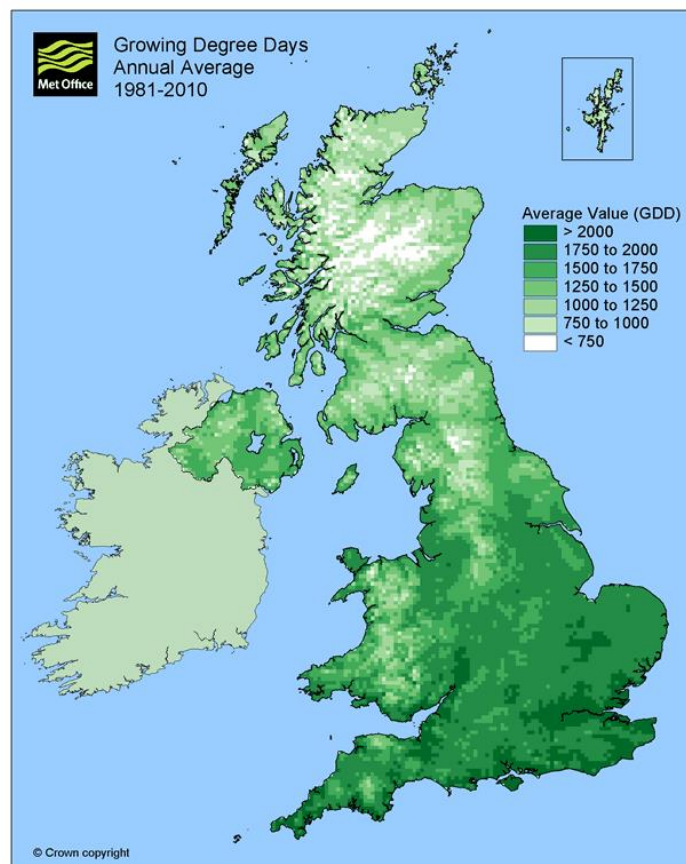 Growing Degree Days
Annual Average
1981-2010
Met Office
Average Value (GDD)
> 2000
1750 to 2000
1500 to 1750
1250 to 1500
1000 to 1250
750 to 1000
< 750
© Crown copyright